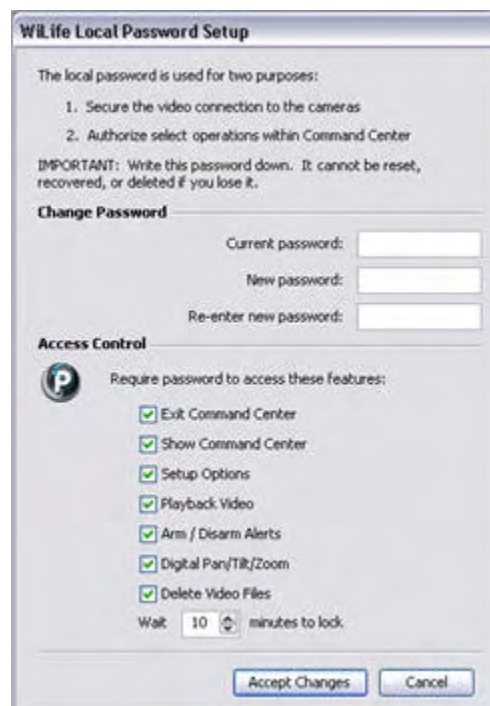 WiLife Local Password Setup
The local password is used for two purposes:
1. Secure the video connection to the cameras
2. Authorize select operations within Command Center
IMPORTANT: Write this password down. It cannot be reset,
recovered, or deleted if you lose it.
Change Password
Current password:
New password:
Re-enter new password:
Access Control
P
Require password to access these features:
Exit Command Center
Show Command Center
Setup Options
Playback Video
Arm / Disarm Alerts
Digital Pan/Tilt/Zoom
Delete Video Files
Wait 10 minutes to lock
Accept Changes Cancel